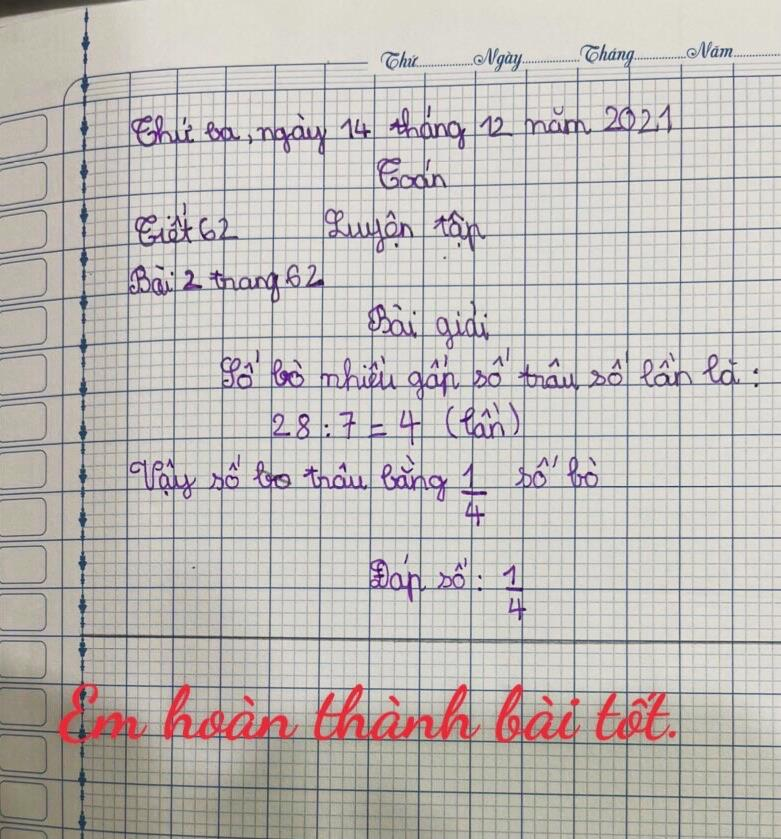 Thứ Ngày Tháng Năm
Thứ ba, ngày 14 tháng 12 năm 2021
Toán
Tiết 62 Luyện tập
Bài 2 trang 62
Bài giải
Số bò nhiều gấp số trâu số lần là:
28 : 7 = 4 (lần)
Vậy số bo trâu bằng 1/4 số bò
Đáp số: 1/4
Em hoàn thành bài tốt.